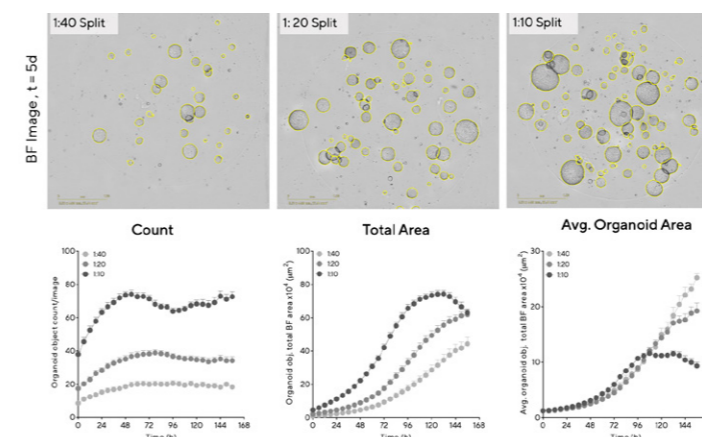 1:40 Split
1: 20 Split
1:10 Split
BF Image, t = 5d
Count
Total Area
Avg. Organoid Area
Organoid object count/image
100
80
60
40
20
0
1:40
1:20
1:10
0 24 48 72 96 120 144 168
Time (h)
Organoid obj. total BF area x10⁴ (µm²)
100
80
60
40
20
0
1:40
1:20
1:10
0 24 48 72 96 120 144 168
Time (h)
Avg. organoid obj. BF area x10⁴ (µm²)
30
20
10
0
1:40
1:20
1:10
0 24 48 72 96 120 144 168
Time (h)